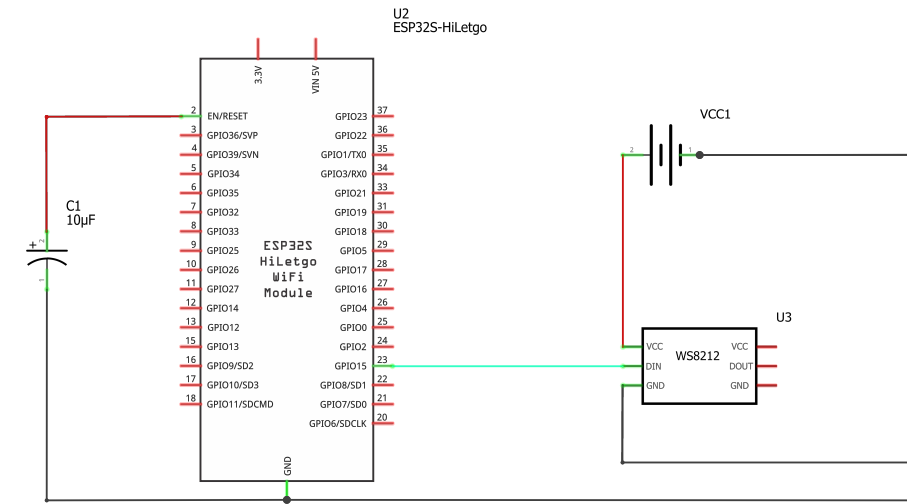 U2
ESP32S-HiLetgo
3.3V
VIN 5V
2 EN/RESET GPIO23 37
3 GPIO36/SVP GPIO22 36
4 GPIO39/SVN GPIO1/TX0 35
5 GPIO34 GPIO3/RX0 34
6 GPIO35 GPIO21 33
7 GPIO32 GPIO19 31
8 GPIO33 GPIO18 30
9 GPIO25 GPIO5 29
10 GPIO26 GPIO17 28
11 GPIO27 GPIO16 27
12 GPIO14 GPIO4 26
13 GPIO12 GPIO0 25
15 GPIO13 GPIO2 24
16 GPIO9/SD2 GPIO15 23
17 GPIO10/SD3 GPIO8/SD1 22
18 GPIO11/SDCMD GPIO7/SD0 21
GPIO6/SDCLK 20
ESP32S
HiLetgo
WiFi
Module
GND
C1
10µF
+
2
1
VCC1
2 1
U3
WS8212
VCC VCC
DIN DOUT
GND GND